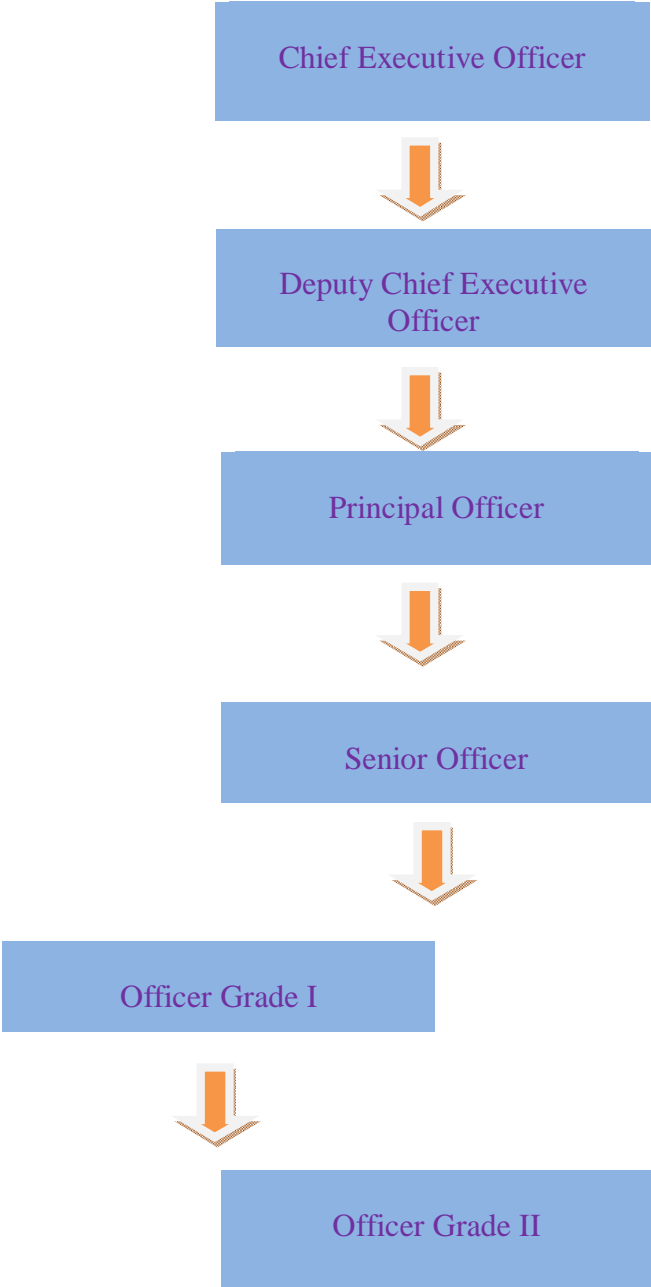 Chief Executive Officer
Deputy Chief Executive
Officer
Principal Officer
Senior Officer
Officer Grade I
Officer Grade II